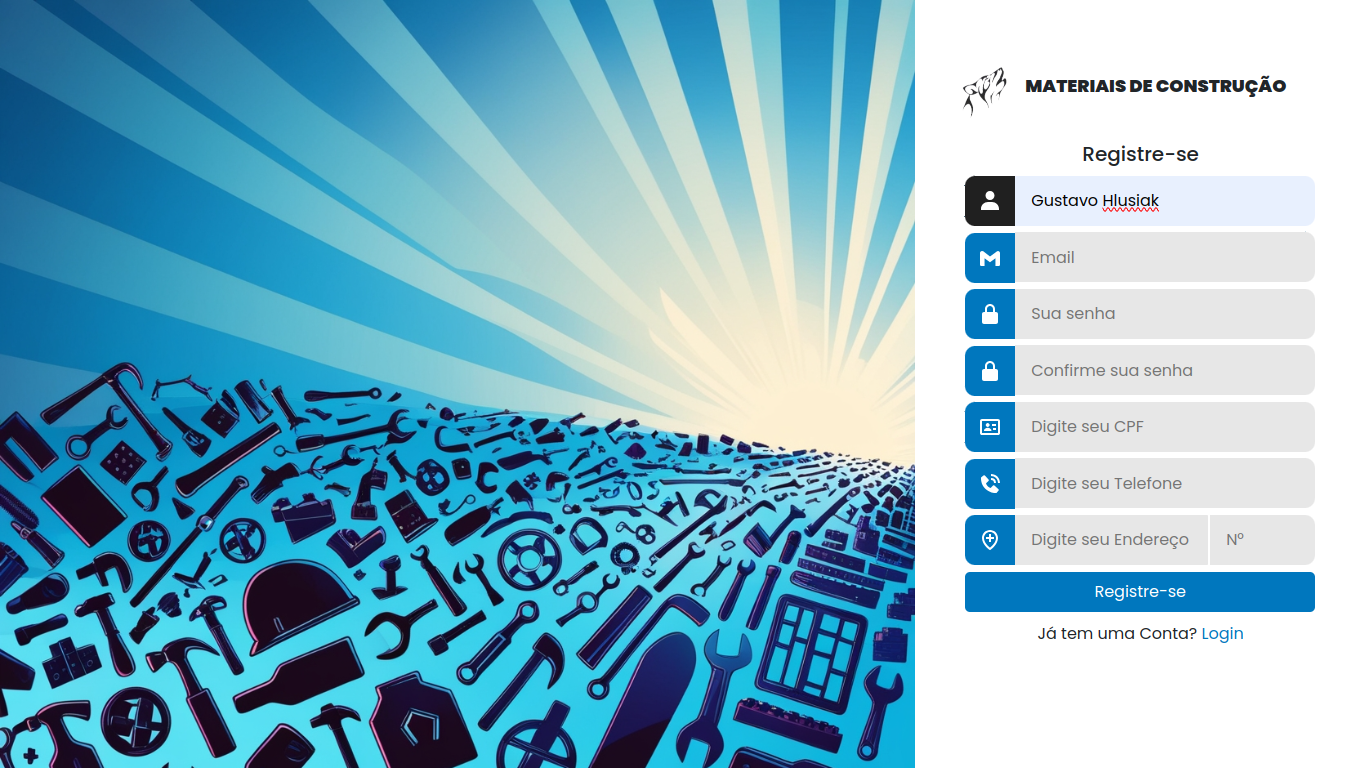 MATERIAIS DE CONSTRUÇÃO
Registre-se
Gustavo Hlusiak
Email
Sua senha
Confirme sua senha
Digite seu CPF
Digite seu Telefone
Digite seu Endereço Nº
Registre-se
Já tem uma Conta? Login